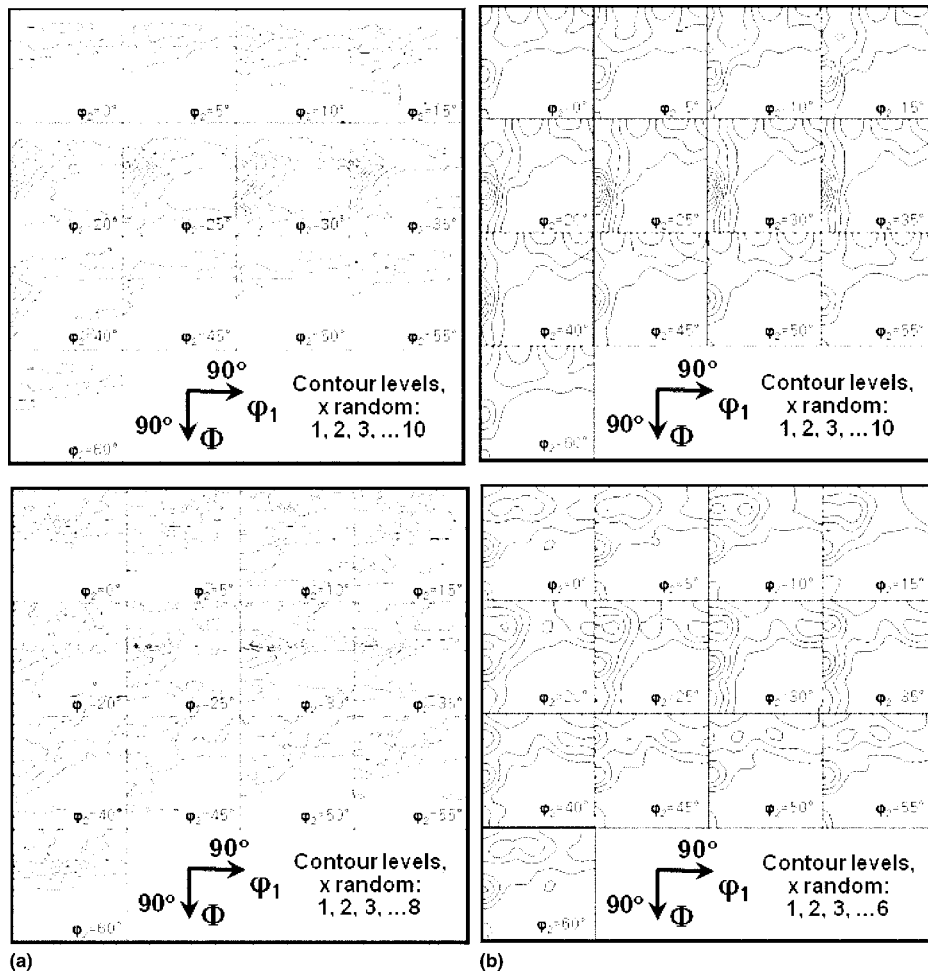 φ₂=0° φ₂=5° φ₂=10° φ₂=15°
φ₂=20° φ₂=25° φ₂=30° φ₂=35°
φ₂=40° φ₂=45° φ₂=50° φ₂=55°
φ₂=60°
90°
φ₁
90°
Φ
Contour levels,
x random:
1, 2, 3, ...10
φ₂=0° φ₂=5° φ₂=10° φ₂=15°
φ₂=20° φ₂=25° φ₂=30° φ₂=35°
φ₂=40° φ₂=45° φ₂=50° φ₂=55°
φ₂=60°
90°
φ₁
90°
Φ
Contour levels,
x random:
1, 2, 3, ...10
φ₂=0° φ₂=5° φ₂=10° φ₂=15°
φ₂=20° φ₂=25° φ₂=30° φ₂=35°
φ₂=40° φ₂=45° φ₂=50° φ₂=55°
φ₂=60°
90°
φ₁
90°
Φ
Contour levels,
x random:
1, 2, 3, ...8
(a)
φ₂=0° φ₂=5° φ₂=10° φ₂=15°
φ₂=20° φ₂=25° φ₂=30° φ₂=35°
φ₂=40° φ₂=45° φ₂=50° φ₂=55°
φ₂=60°
90°
φ₁
90°
Φ
Contour levels,
x random:
1, 2, 3, ...6
(b)